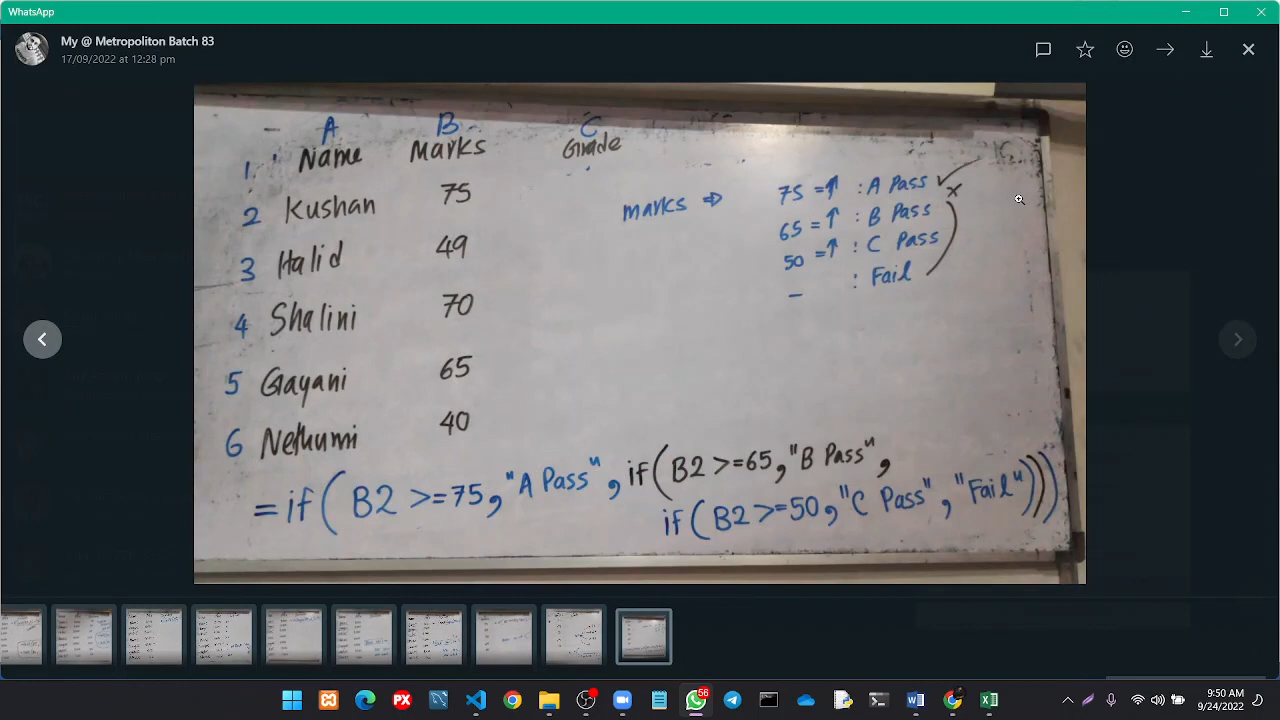 WhatsApp
My @ Metropoliton Batch 83
17/09/2022 at 12:28 pm
A B C
1 Name Marks Grade
2 Kushan 75
3 Halid 49
4 Shalini 70
5 Gayani 65
6 Nethumi 40
marks ⇒ 75 = ↑ : A Pass ✓
65 = ↑ : B Pass ×
50 = ↑ : C Pass
– : Fail
=if(B2 >=75,"A Pass",if(B2 >=65,"B Pass",
if(B2 >=50,"C Pass","Fail")))
PX
56
9:50 AM
9/24/2022